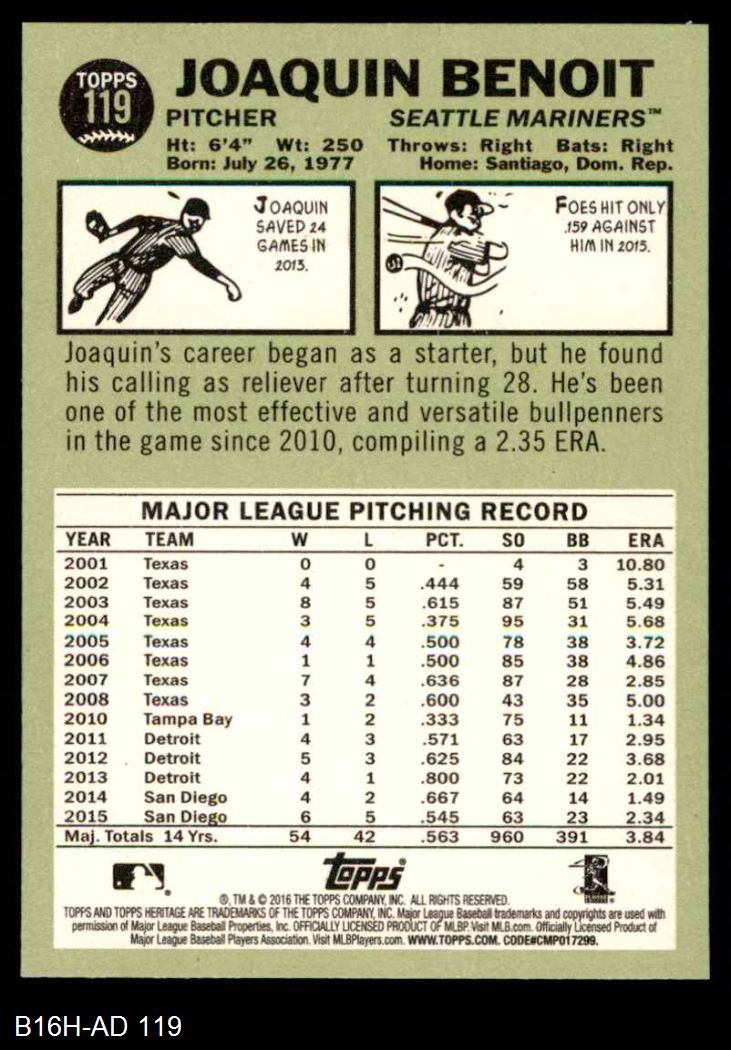 TOPPS
119
JOAQUIN BENOIT
PITCHER SEATTLE MARINERS™
Ht: 6'4" Wt: 250 Throws: Right Bats: Right
Born: July 26, 1977 Home: Santiago, Dom. Rep.
JOAQUIN
SAVED 24
GAMES IN
2013.
FOES HIT ONLY
.159 AGAINST
HIM IN 2015.
Joaquin's career began as a starter, but he found
his calling as reliever after turning 28. He's been
one of the most effective and versatile bullpenners
in the game since 2010, compiling a 2.35 ERA.
MAJOR LEAGUE PITCHING RECORD
YEAR TEAM W L PCT. SO BB ERA
2001 Texas 0 0 - 4 3 10.80
2002 Texas 4 5 .444 59 58 5.31
2003 Texas 8 5 .615 87 51 5.49
2004 Texas 3 5 .375 95 31 5.68
2005 Texas 4 4 .500 78 38 3.72
2006 Texas 1 1 .500 85 38 4.86
2007 Texas 7 4 .636 87 28 2.85
2008 Texas 3 2 .600 43 35 5.00
2010 Tampa Bay 1 2 .333 75 11 1.34
2011 Detroit 4 3 .571 63 17 2.95
2012 Detroit 5 3 .625 84 22 3.68
2013 Detroit 4 1 .800 73 22 2.01
2014 San Diego 4 2 .667 64 14 1.49
2015 San Diego 6 5 .545 63 23 2.34
Maj. Totals 14 Yrs. 54 42 .563 960 391 3.84
topps®
®, TM & © 2016 THE TOPPS COMPANY, INC. ALL RIGHTS RESERVED.
TOPPS AND TOPPS HERITAGE ARE TRADEMARKS OF THE TOPPS COMPANY, INC. Major League Baseball trademarks and copyrights are used with
permission of Major League Baseball Properties, Inc. OFFICIALLY LICENSED PRODUCT OF MLBP. Visit MLB.com. Officially Licensed Product of
Major League Baseball Players Association. Visit MLBPlayers.com. WWW.TOPPS.COM. CODE#CMP017299.
B16H-AD 119